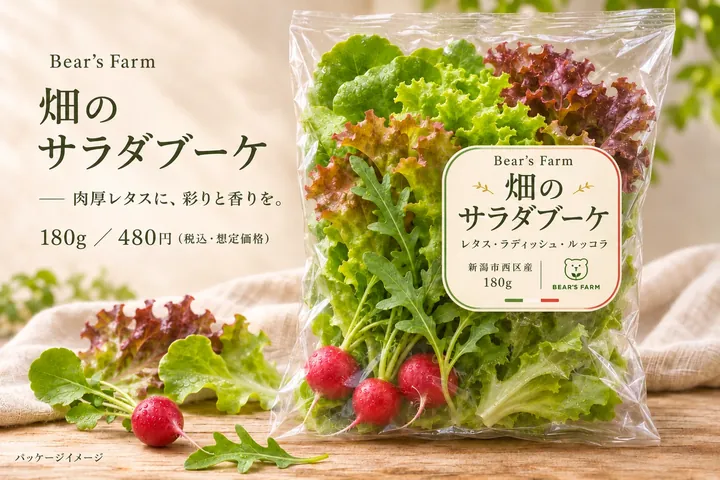 Bear's Farm
畑の
サラダブーケ
── 肉厚レタスに、彩りと香りを。
180g ／ 480円（税込・想定価格）
Bear's Farm
畑の
サラダブーケ
レタス・ラディッシュ・ルッコラ
新潟市西区産
180g
BEAR'S FARM
パッケージイメージ